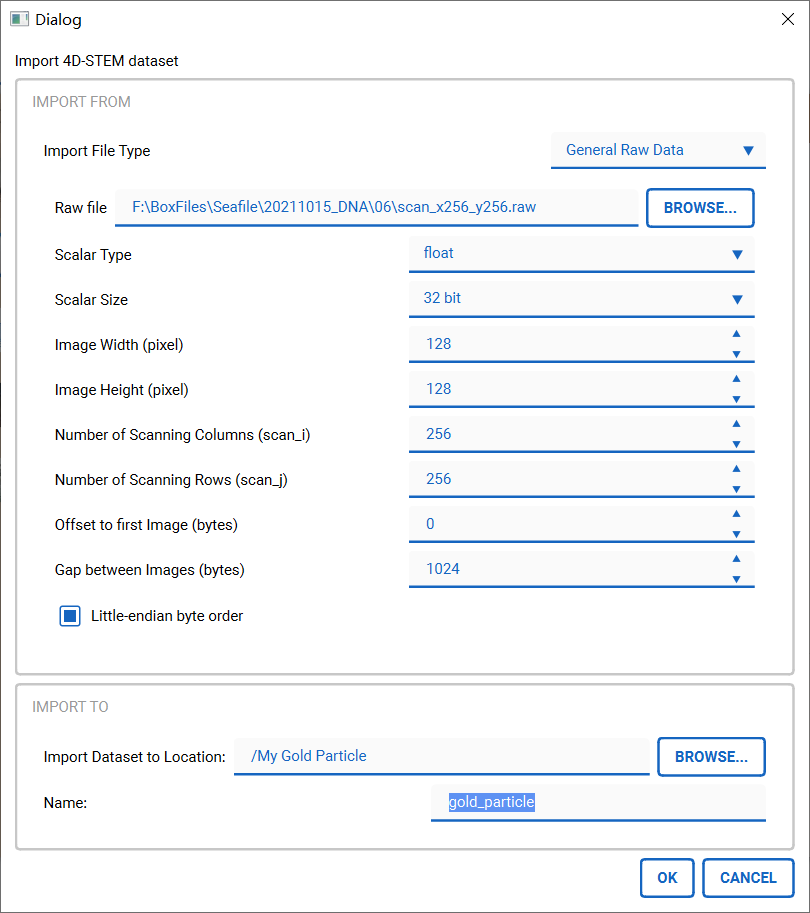 Dialog
Import 4D-STEM dataset
IMPORT FROM
Import File Type General Raw Data
Raw file F:\BoxFiles\Seafile\20211015_DNA\06\scan_x256_y256.raw BROWSE...
Scalar Type float
Scalar Size 32 bit
Image Width (pixel) 128
Image Height (pixel) 128
Number of Scanning Columns (scan_i) 256
Number of Scanning Rows (scan_j) 256
Offset to first Image (bytes) 0
Gap between Images (bytes) 1024
Little-endian byte order
IMPORT TO
Import Dataset to Location: /My Gold Particle BROWSE...
Name: gold_particle
OK CANCEL